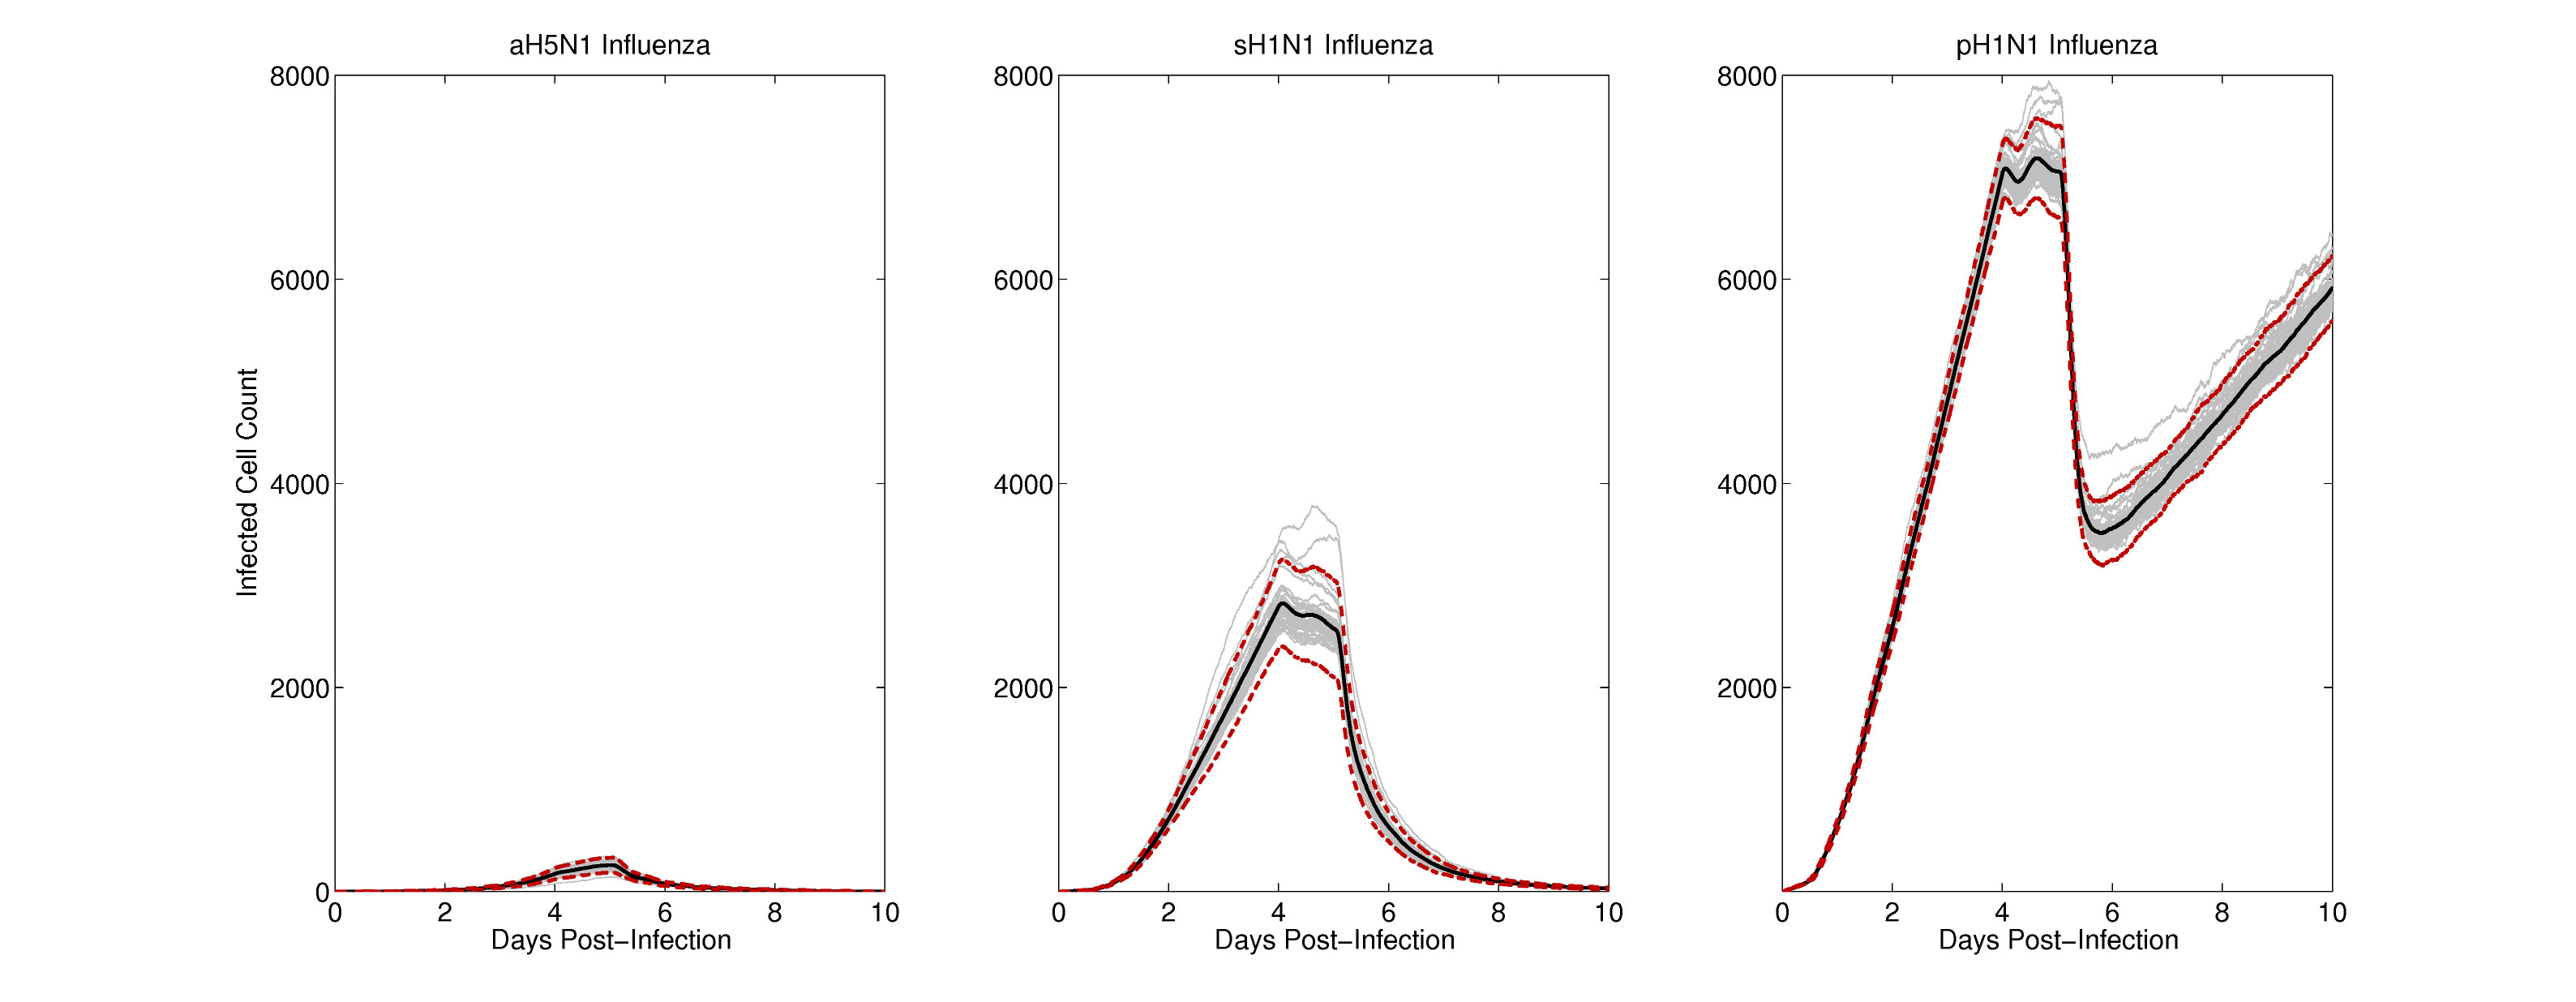 aH5N1 Influenza
sH1N1 Influenza
pH1N1 Influenza
Infected Cell Count
8000
6000
4000
2000
0
0 2 4 6 8 10
Days Post-Infection
8000
6000
4000
2000
0 2 4 6 8 10
Days Post-Infection
8000
6000
4000
2000
0 2 4 6 8 10
Days Post-Infection